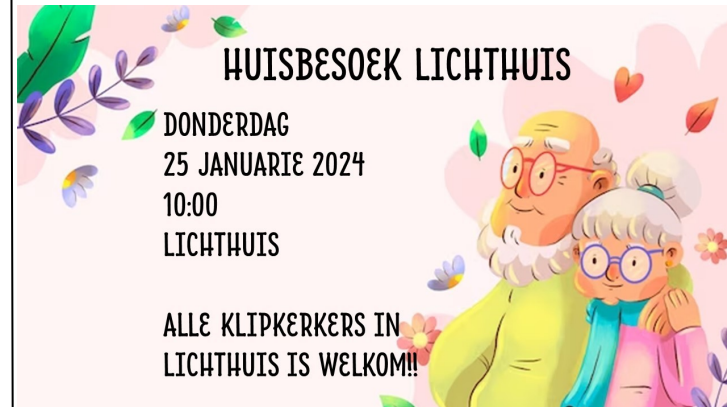 HUISBESOEK LICHTHUIS
DONDERDAG
25 JANUARIE 2024
10:00
LICHTHUIS
ALLE KLIPKERKERS IN
LICHTHUIS IS WELKOM!!